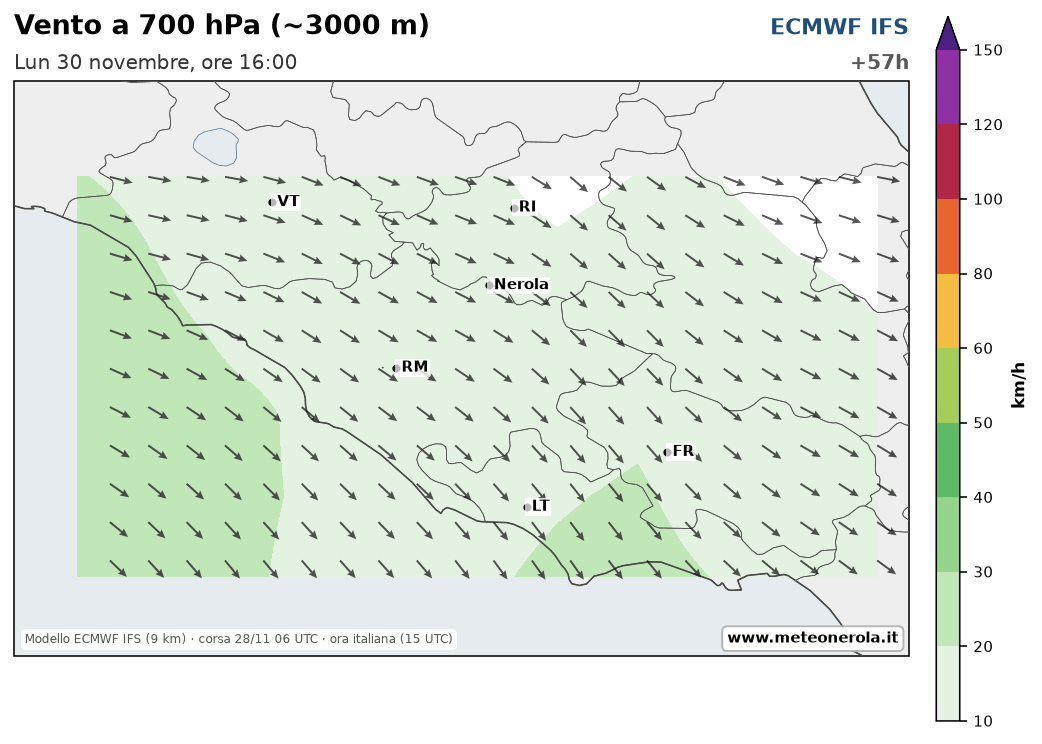 Vento a 700 hPa (~3000 m)
ECMWF IFS
Lun 30 novembre, ore 16:00
+57h
VT
RI
Nerola
RM
FR
LT
150
120
100
80
60
50
40
30
20
10
km/h
Modello ECMWF IFS (9 km) · corsa 28/11 06 UTC · ora italiana (15 UTC)
www.meteonerola.it